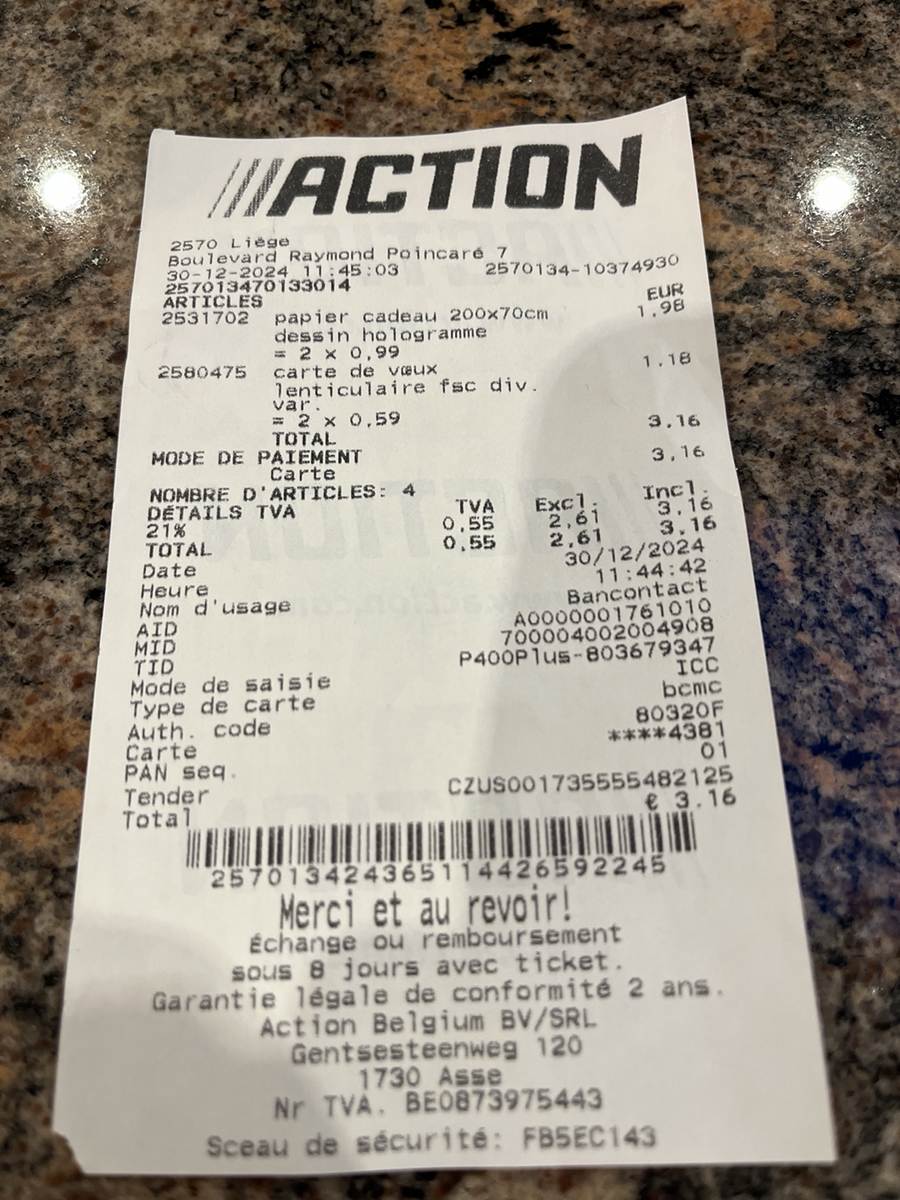 ACTION
2570 Liège
Boulevard Raymond Poincaré 7
30-12-2024 11:45:03 2570134-10374930
257013470133014
ARTICLES EUR
2531702 papier cadeau 200x70cm 1,98
dessin hologramme
= 2 x 0,99
2580475 carte de vœux 1,18
lenticulaire fsc div.
var.
= 2 x 0,59
TOTAL 3,16
MODE DE PAIEMENT
Carte 3,16
NOMBRE D'ARTICLES: 4
DÉTAILS TVA TVA Excl. Incl.
21% 0,55 2,61 3,16
TOTAL 0,55 2,61 3,16
Date 30/12/2024
Heure 11:44:42
Nom d'usage Bancontact
AID A0000001761010
MID 700004002004908
TID P400Plus-803679347
Mode de saisie ICC
Type de carte bcmc
Auth. code 80320F
Carte ****4381
PAN seq. 01
Tender CZUS001735555482125
Total € 3.16
257013424365114426592245
Merci et au revoir!
Échange ou remboursement
sous 8 jours avec ticket.
Garantie légale de conformité 2 ans.
Action Belgium BV/SRL
Gentsesteenweg 120
1730 Asse
Nr TVA. BE0873975443
Sceau de sécurité: FB5EC143